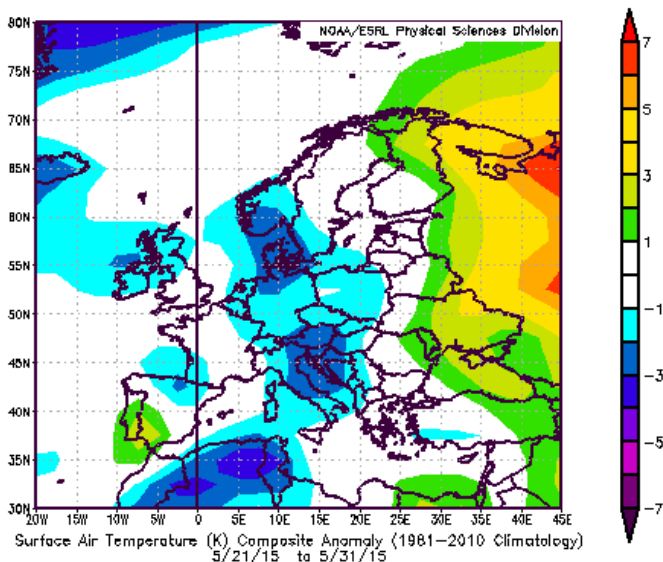 NOAA/ESRL Physical Sciences Division
80N
75N
70N
65N
60N
55N
50N
45N
40N
35N
30N
20W 15W 10W 5W 0 5E 10E 15E 20E 25E 30E 35E 40E 45E
7
5
3
1
-1
-3
-5
-7
Surface Air Temperature (K) Composite Anomaly (1981-2010 Climatology)
5/21/15 to 5/31/15